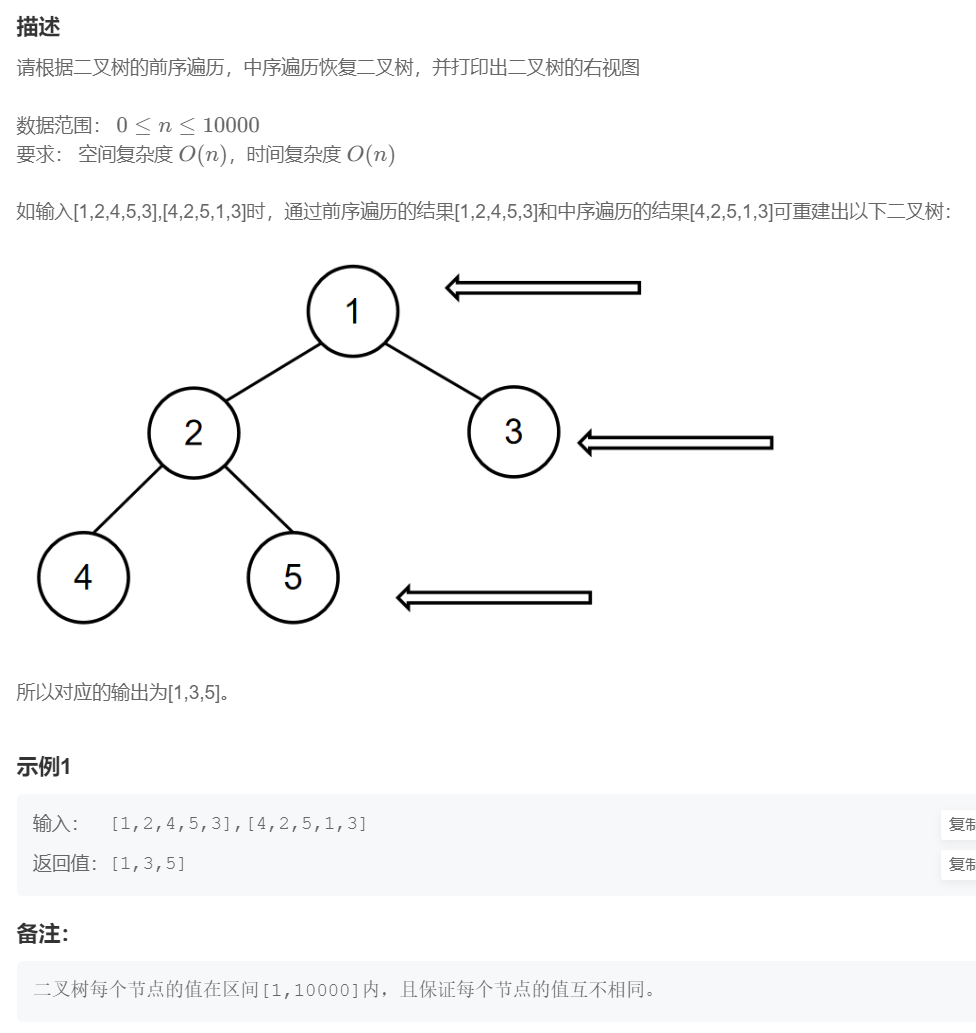 描述
请根据二叉树的前序遍历，中序遍历恢复二叉树，并打印出二叉树的右视图
数据范围： 0 ≤ n ≤ 10000
要求： 空间复杂度 O(n)，时间复杂度 O(n)
如输入[1,2,4,5,3],[4,2,5,1,3]时，通过前序遍历的结果[1,2,4,5,3]和中序遍历的结果[4,2,5,1,3]可重建出以下二叉树：
1
2 3
4 5
所以对应的输出为[1,3,5]。
示例1
输入： [1,2,4,5,3],[4,2,5,1,3]
复制
返回值： [1,3,5]
复制
备注：
二叉树每个节点的值在区间[1,10000]内，且保证每个节点的值互不相同。